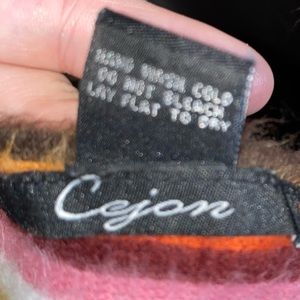 HAND WASH COLD
DO NOT BLEACH
LAY FLAT TO DRY
Cejon